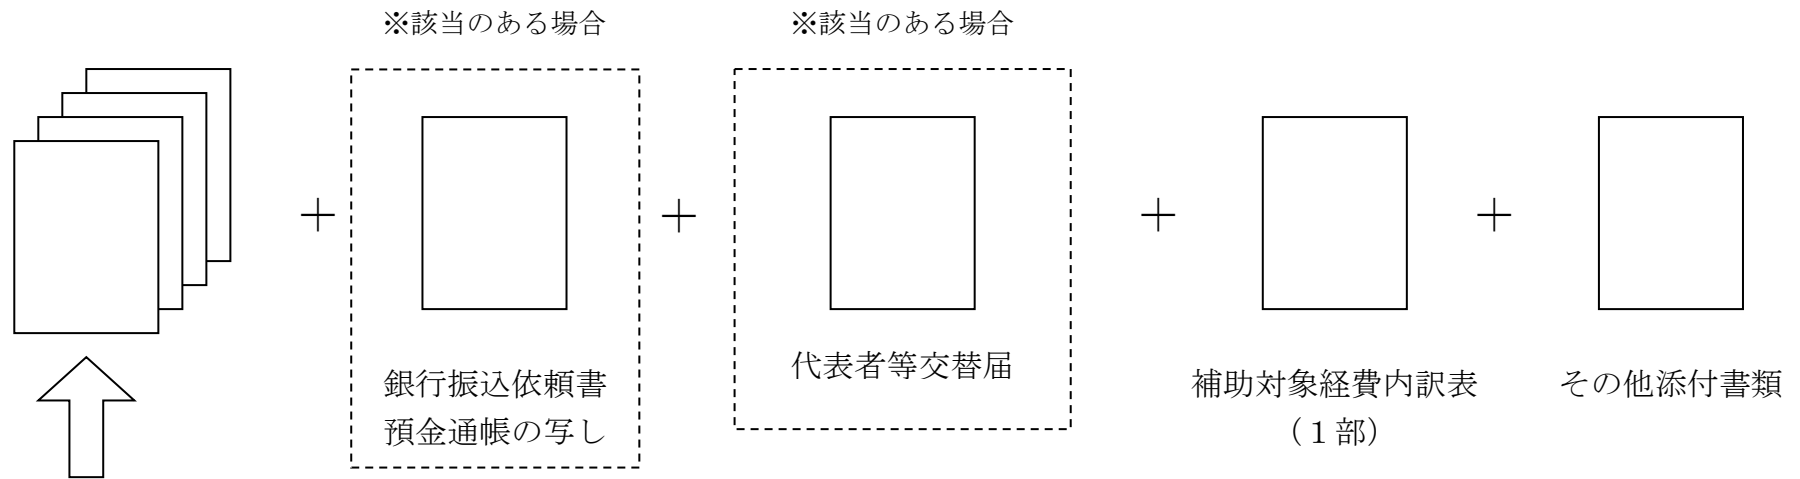 ※該当のある場合
※該当のある場合
＋
＋
＋
＋
銀行振込依頼書
預金通帳の写し
代表者等交替届
補助対象経費内訳表
（１部）
その他添付書類